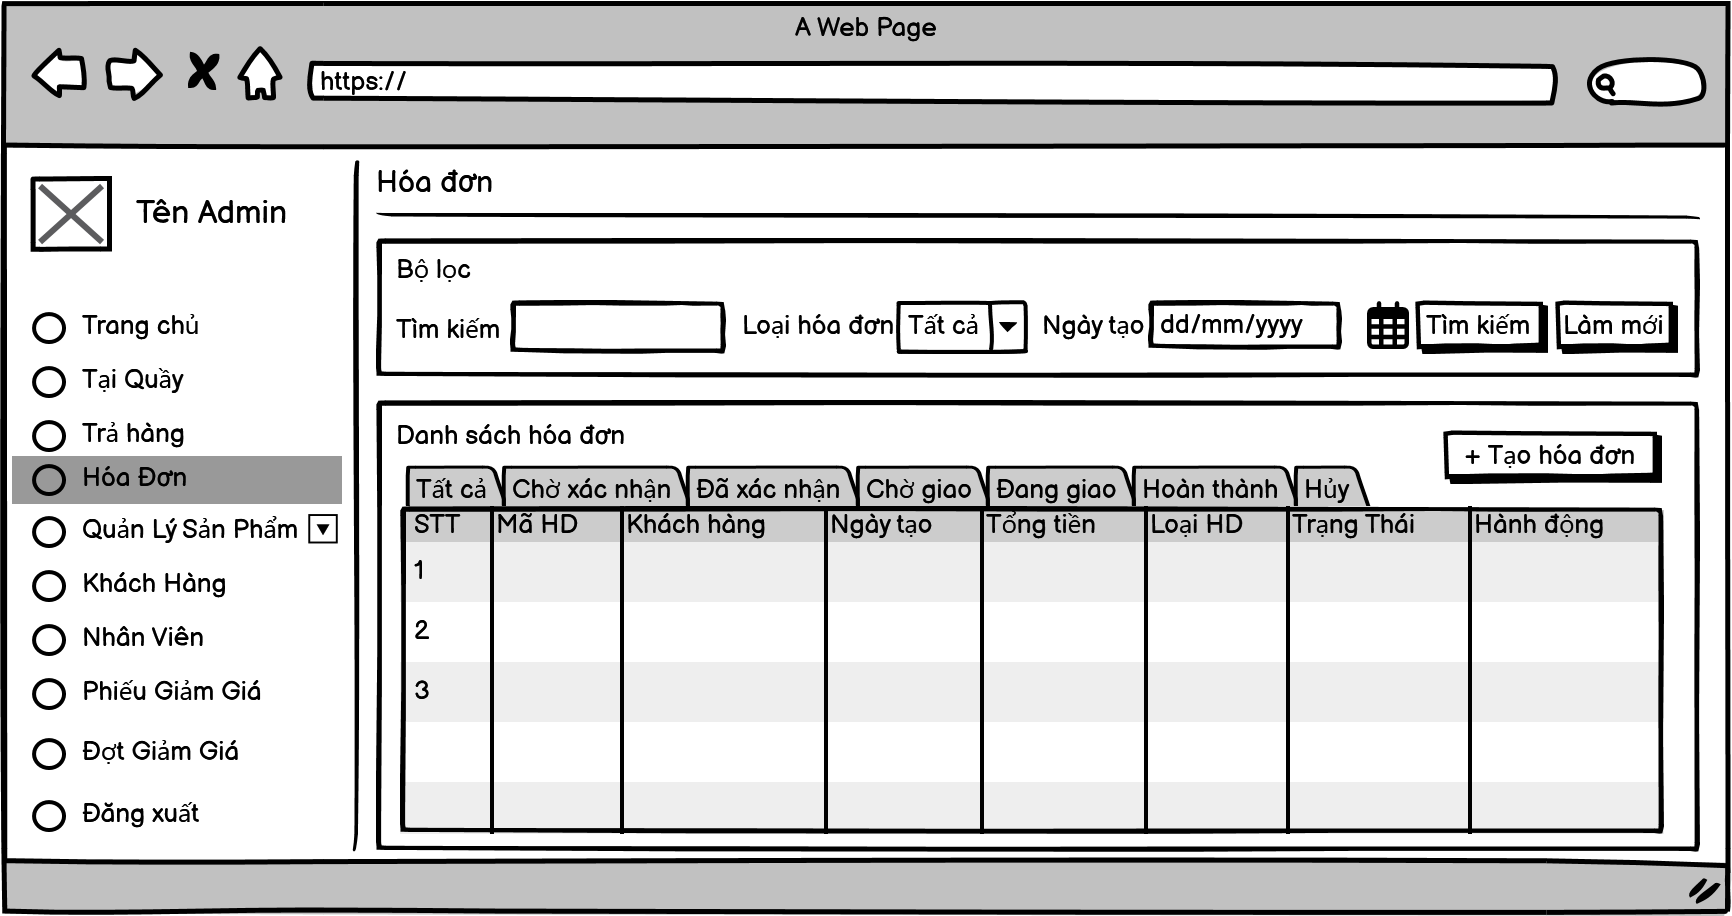 A Web Page
https://
Tên Admin
Trang chủ
Tại Quầy
Trả hàng
Hóa Đơn
Quản Lý Sản Phẩm
Khách Hàng
Nhân Viên
Phiếu Giảm Giá
Đợt Giảm Giá
Đăng xuất
Hóa đơn
Bộ lọc
Tìm kiếm Loại hóa đơn Tất cả Ngày tạo dd/mm/yyyy Tìm kiếm Làm mới
Danh sách hóa đơn
+ Tạo hóa đơn
Tất cả Chờ xác nhận Đã xác nhận Chờ giao Đang giao Hoàn thành Hủy
STT Mã HD Khách hàng Ngày tạo Tổng tiền Loại HD Trạng Thái Hành động
1
2
3